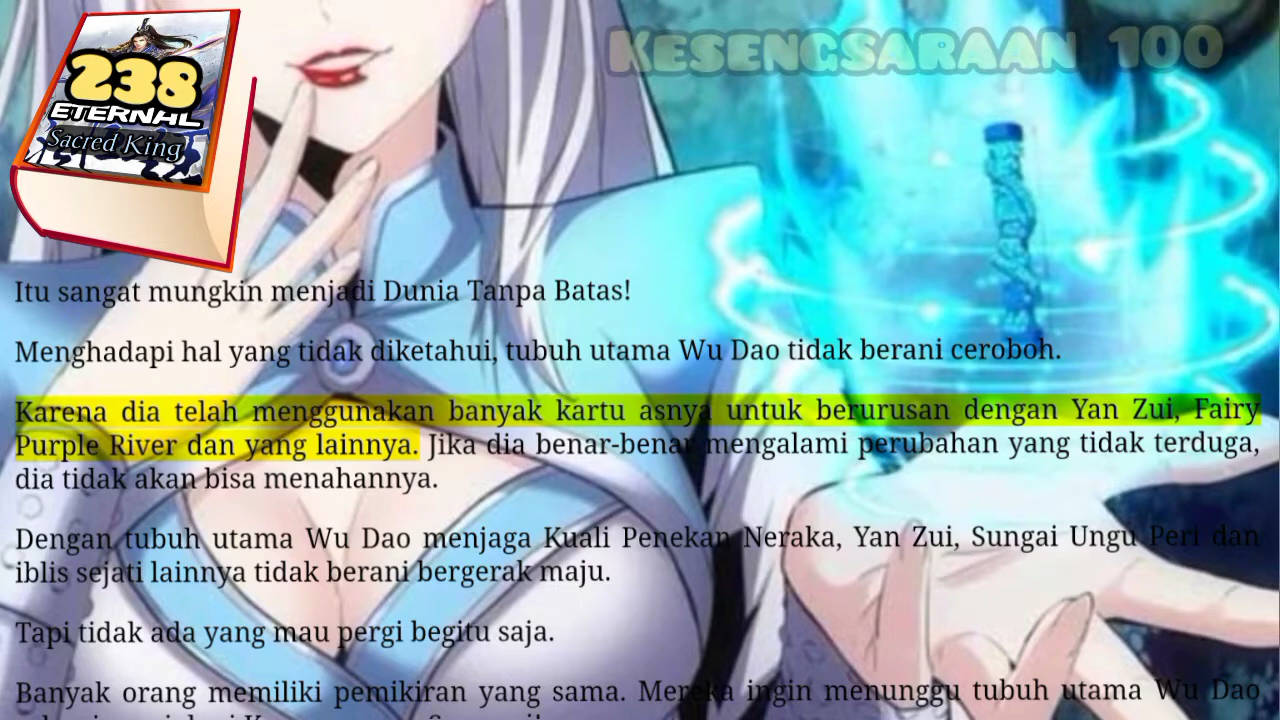 KESENGSARAAN 100
238
ETERNAL
Sacred King
Itu sangat mungkin menjadi Dunia Tanpa Batas!
Menghadapi hal yang tidak diketahui, tubuh utama Wu Dao tidak berani ceroboh.
Karena dia telah menggunakan banyak kartu asnya untuk berurusan dengan Yan Zui, Fairy
Purple River dan yang lainnya. Jika dia benar-benar mengalami perubahan yang tidak terduga,
dia tidak akan bisa menahannya.
Dengan tubuh utama Wu Dao menjaga Kuali Penekan Neraka, Yan Zui, Sungai Ungu Peri dan
iblis sejati lainnya tidak berani bergerak maju.
Tapi tidak ada yang mau pergi begitu saja.
Banyak orang memiliki pemikiran yang sama. Mereka ingin menunggu tubuh utama Wu Dao